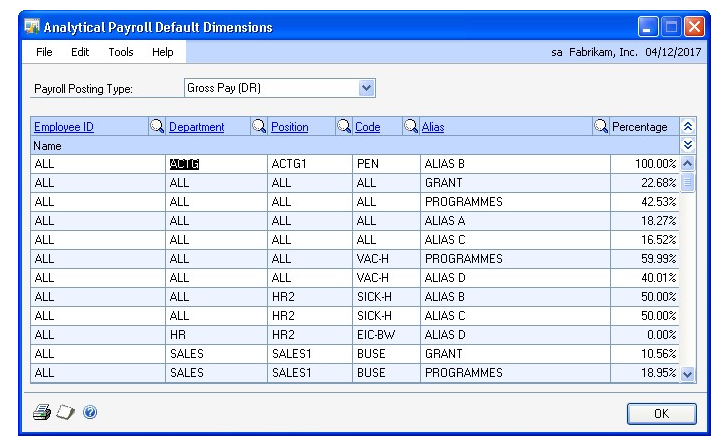 Analytical Payroll Default Dimensions
File Edit Tools Help sa Fabrikam, Inc. 04/12/2017
Payroll Posting Type: Gross Pay (DR)
Employee ID Department Position Code Alias Percentage
Name
ALL ACTG ACTG1 PEN ALIAS B 100.00%
ALL ALL ALL ALL GRANT 22.68%
ALL ALL ALL ALL PROGRAMMES 42.53%
ALL ALL ALL ALL ALIAS A 18.27%
ALL ALL ALL ALL ALIAS C 16.52%
ALL ALL ALL VAC-H PROGRAMMES 59.99%
ALL ALL ALL VAC-H ALIAS D 40.01%
ALL ALL HR2 SICK-H ALIAS B 50.00%
ALL ALL HR2 SICK-H ALIAS C 50.00%
ALL HR HR2 EIC-BW ALIAS D 0.00%
ALL SALES SALES1 BUSE GRANT 10.56%
ALL SALES SALES1 BUSE PROGRAMMES 18.95%
OK